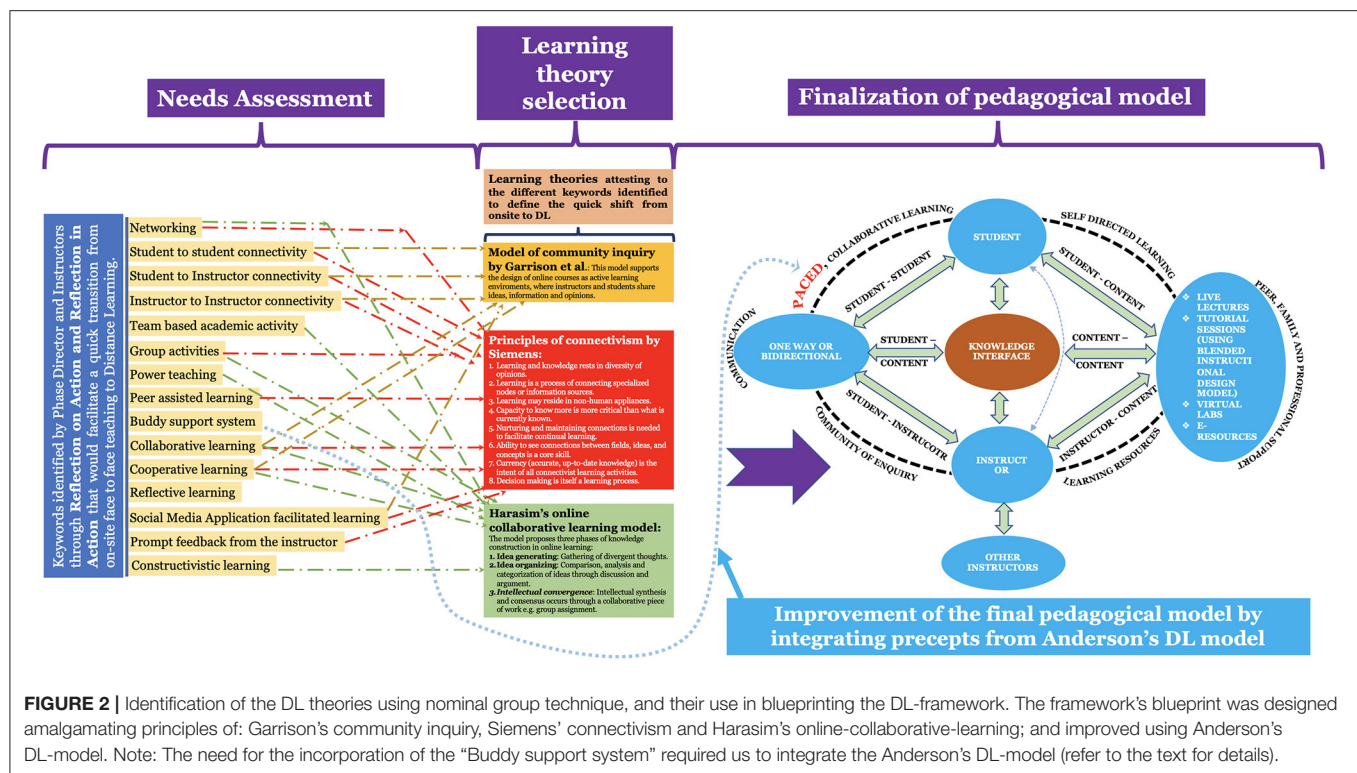 Needs Assessment
Learning
theory
selection
Finalization of pedagogical model
Keywords identified by Phase Director and Instructors
through Reflection on Action and Reflection in
Action that would facilitate a quick transition from
on-site face to face teaching to Distance Learning.
Networking
Student to student connectivity
Student to Instructor connectivity
Instructor to Instructor connectivity
Team based academic activity
Group activities
Power teaching
Peer assisted learning
Buddy support system
Collaborative learning
Cooperative learning
Reflective learning
Social Media Application facilitated learning
Prompt feedback from the instructor
Constructivistic learning
Learning theories attesting to
the different keywords identified
to define the quick shift from
onsite to DL
Model of community inquiry
by Garrison et al.: This model supports
the design of online courses as active learning
enviroments, where instructors and students share
ideas, information and opinions.
Principles of connectivism by
Siemens:
1. Learning and knowledge rests in diversity of
opinions.
2. Learning is a process of connecting specialized
nodes or information sources.
3. Learning may reside in non-human appliances.
4. Capacity to know more is more critical than what is
currently known.
5. Nurturing and maintaining connections is needed
to facilitate continual learning.
6. Ability to see connections between fields, ideas, and
concepts is a core skill.
7. Currency (accurate, up-to-date knowledge) is the
intent of all connectivist learning activities.
8. Decision making is itself a learning process.
Harasim's online
collaborative learning model:
The model proposes three phases of knowledge
construction in online learning:
1. Idea generating: Gathering of divergent thoughts.
2. Idea organizing: Comparison, analysis and
categorization of ideas through discussion and
argument.
3. Intellectual convergence: Intellectual synthesis
and consensus occurs through a collaborative piece
of work e.g. group assignment.
PACED, COLLABORATIVE LEARNING
SELF DIRECTED LEARNING
STUDENT
STUDENT - STUDENT
STUDENT - CONTENT
COMMUNICATION
PEER, FAMILY AND PROFESSIONAL SUPPORT
ONE WAY OR
BIDIRECTIONAL
STUDENT –
CONTENT
KNOWLEDGE
INTERFACE
CONTENT –
CONTENT
❖ LIVE
LECTURES
❖ TUTORIAL
SESSIONS
(USING
BLENDED
INSTRUCTI
ONAL
DESIGN
MODEL)
❖ VIRTUAL
LABS
❖ E-
RESOURCES
STUDENT - INSTRUCOTR
INSTRUCTOR - CONTENT
COMMUNITY OF ENQUIRY
LEARNING RESOURCES
INSTRUCT
OR
OTHER
INSTRUCTORS
Improvement of the final pedagogical model by
integrating precepts from Anderson's DL model
FIGURE 2 | Identification of the DL theories using nominal group technique, and their use in blueprinting the DL-framework. The framework's blueprint was designed
amalgamating principles of: Garrison's community inquiry, Siemens' connectivism and Harasim's online-collaborative-learning; and improved using Anderson's
DL-model. Note: The need for the incorporation of the "Buddy support system" required us to integrate the Anderson's DL-model (refer to the text for details).